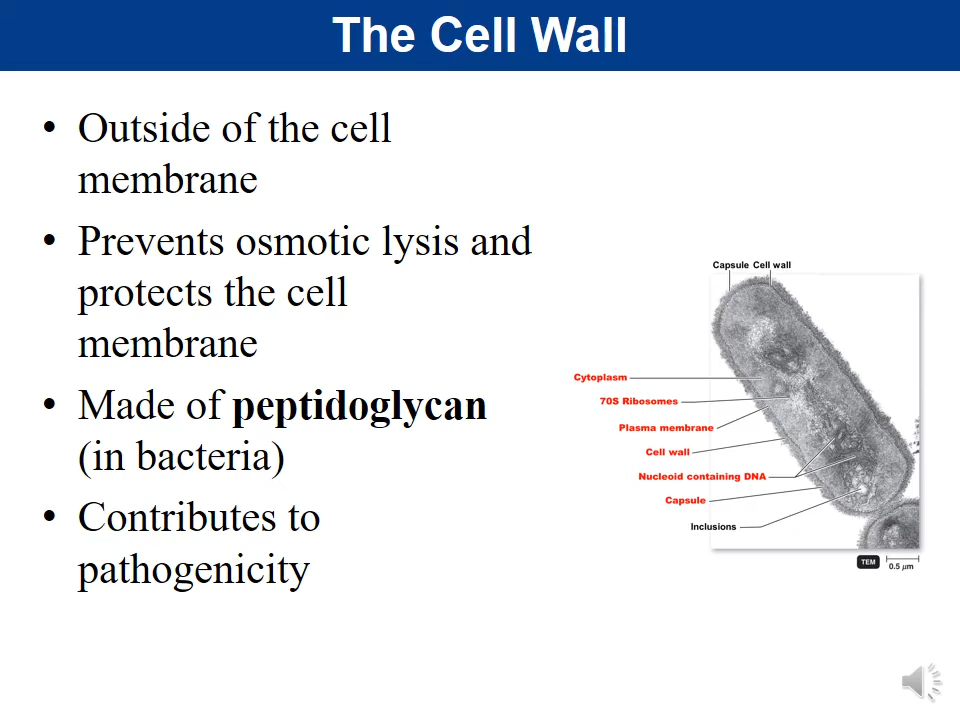 The Cell Wall
• Outside of the cell
membrane
• Prevents osmotic lysis and
protects the cell
membrane
• Made of peptidoglycan
(in bacteria)
• Contributes to
pathogenicity
Capsule Cell wall
Cytoplasm
70S Ribosomes
Plasma membrane
Cell wall
Nucleoid containing DNA
Capsule
Inclusions
TEM
0.5 μm